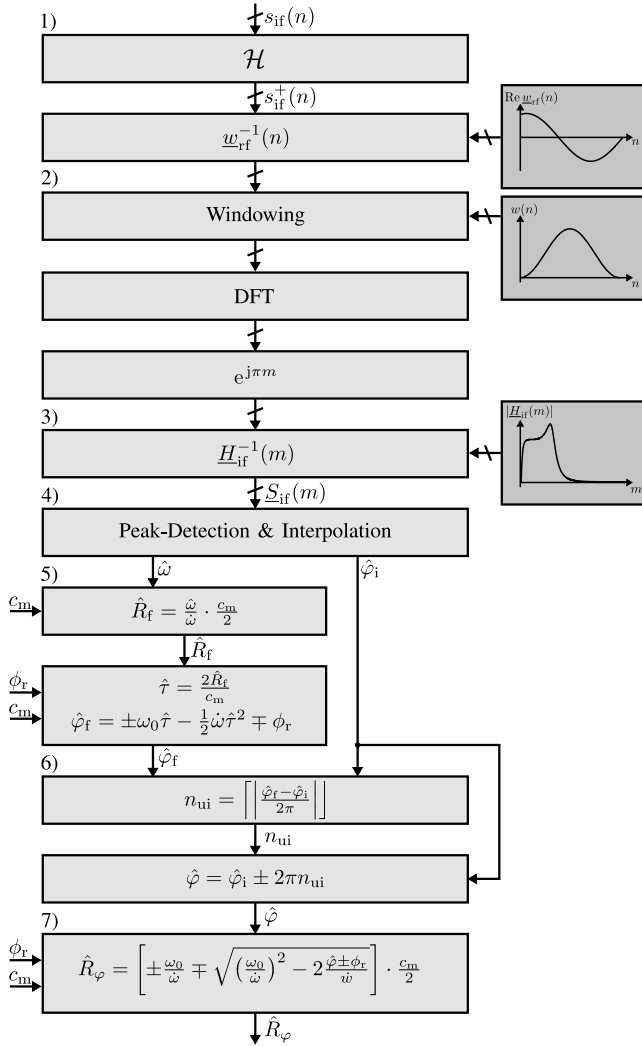 1)
s_if(n)
ℋ
s_if^+(n)
w_rf^{-1}(n)
Re w_rf(n)
n
2)
Windowing
w(n)
n
DFT
e^{jπm}
3)
H_if^{-1}(m)
|H_if(m)|
m
S_if(m)
4)
Peak-Detection & Interpolation
ω̂
φ̂_i
5)
c_m
R̂_f = ω̂/ω̇ · c_m/2
R̂_f
ϕ_r
τ̂ = 2R̂_f/c_m
c_m
φ̂_f = ±ω_0τ̂ − 1/2 ω̇τ̂² ∓ ϕ_r
φ̂_f
6)
n_ui = ⌈|(φ̂_f−φ̂_i)/2π|⌋
n_ui
φ̂ = φ̂_i ± 2πn_ui
φ̂
7)
ϕ_r
c_m
R̂_φ = [±ω_0/ω̇ ∓ √((ω_0/ω̇)² − 2(φ̂±ϕ_r)/ẇ)] · c_m/2
R̂_φ